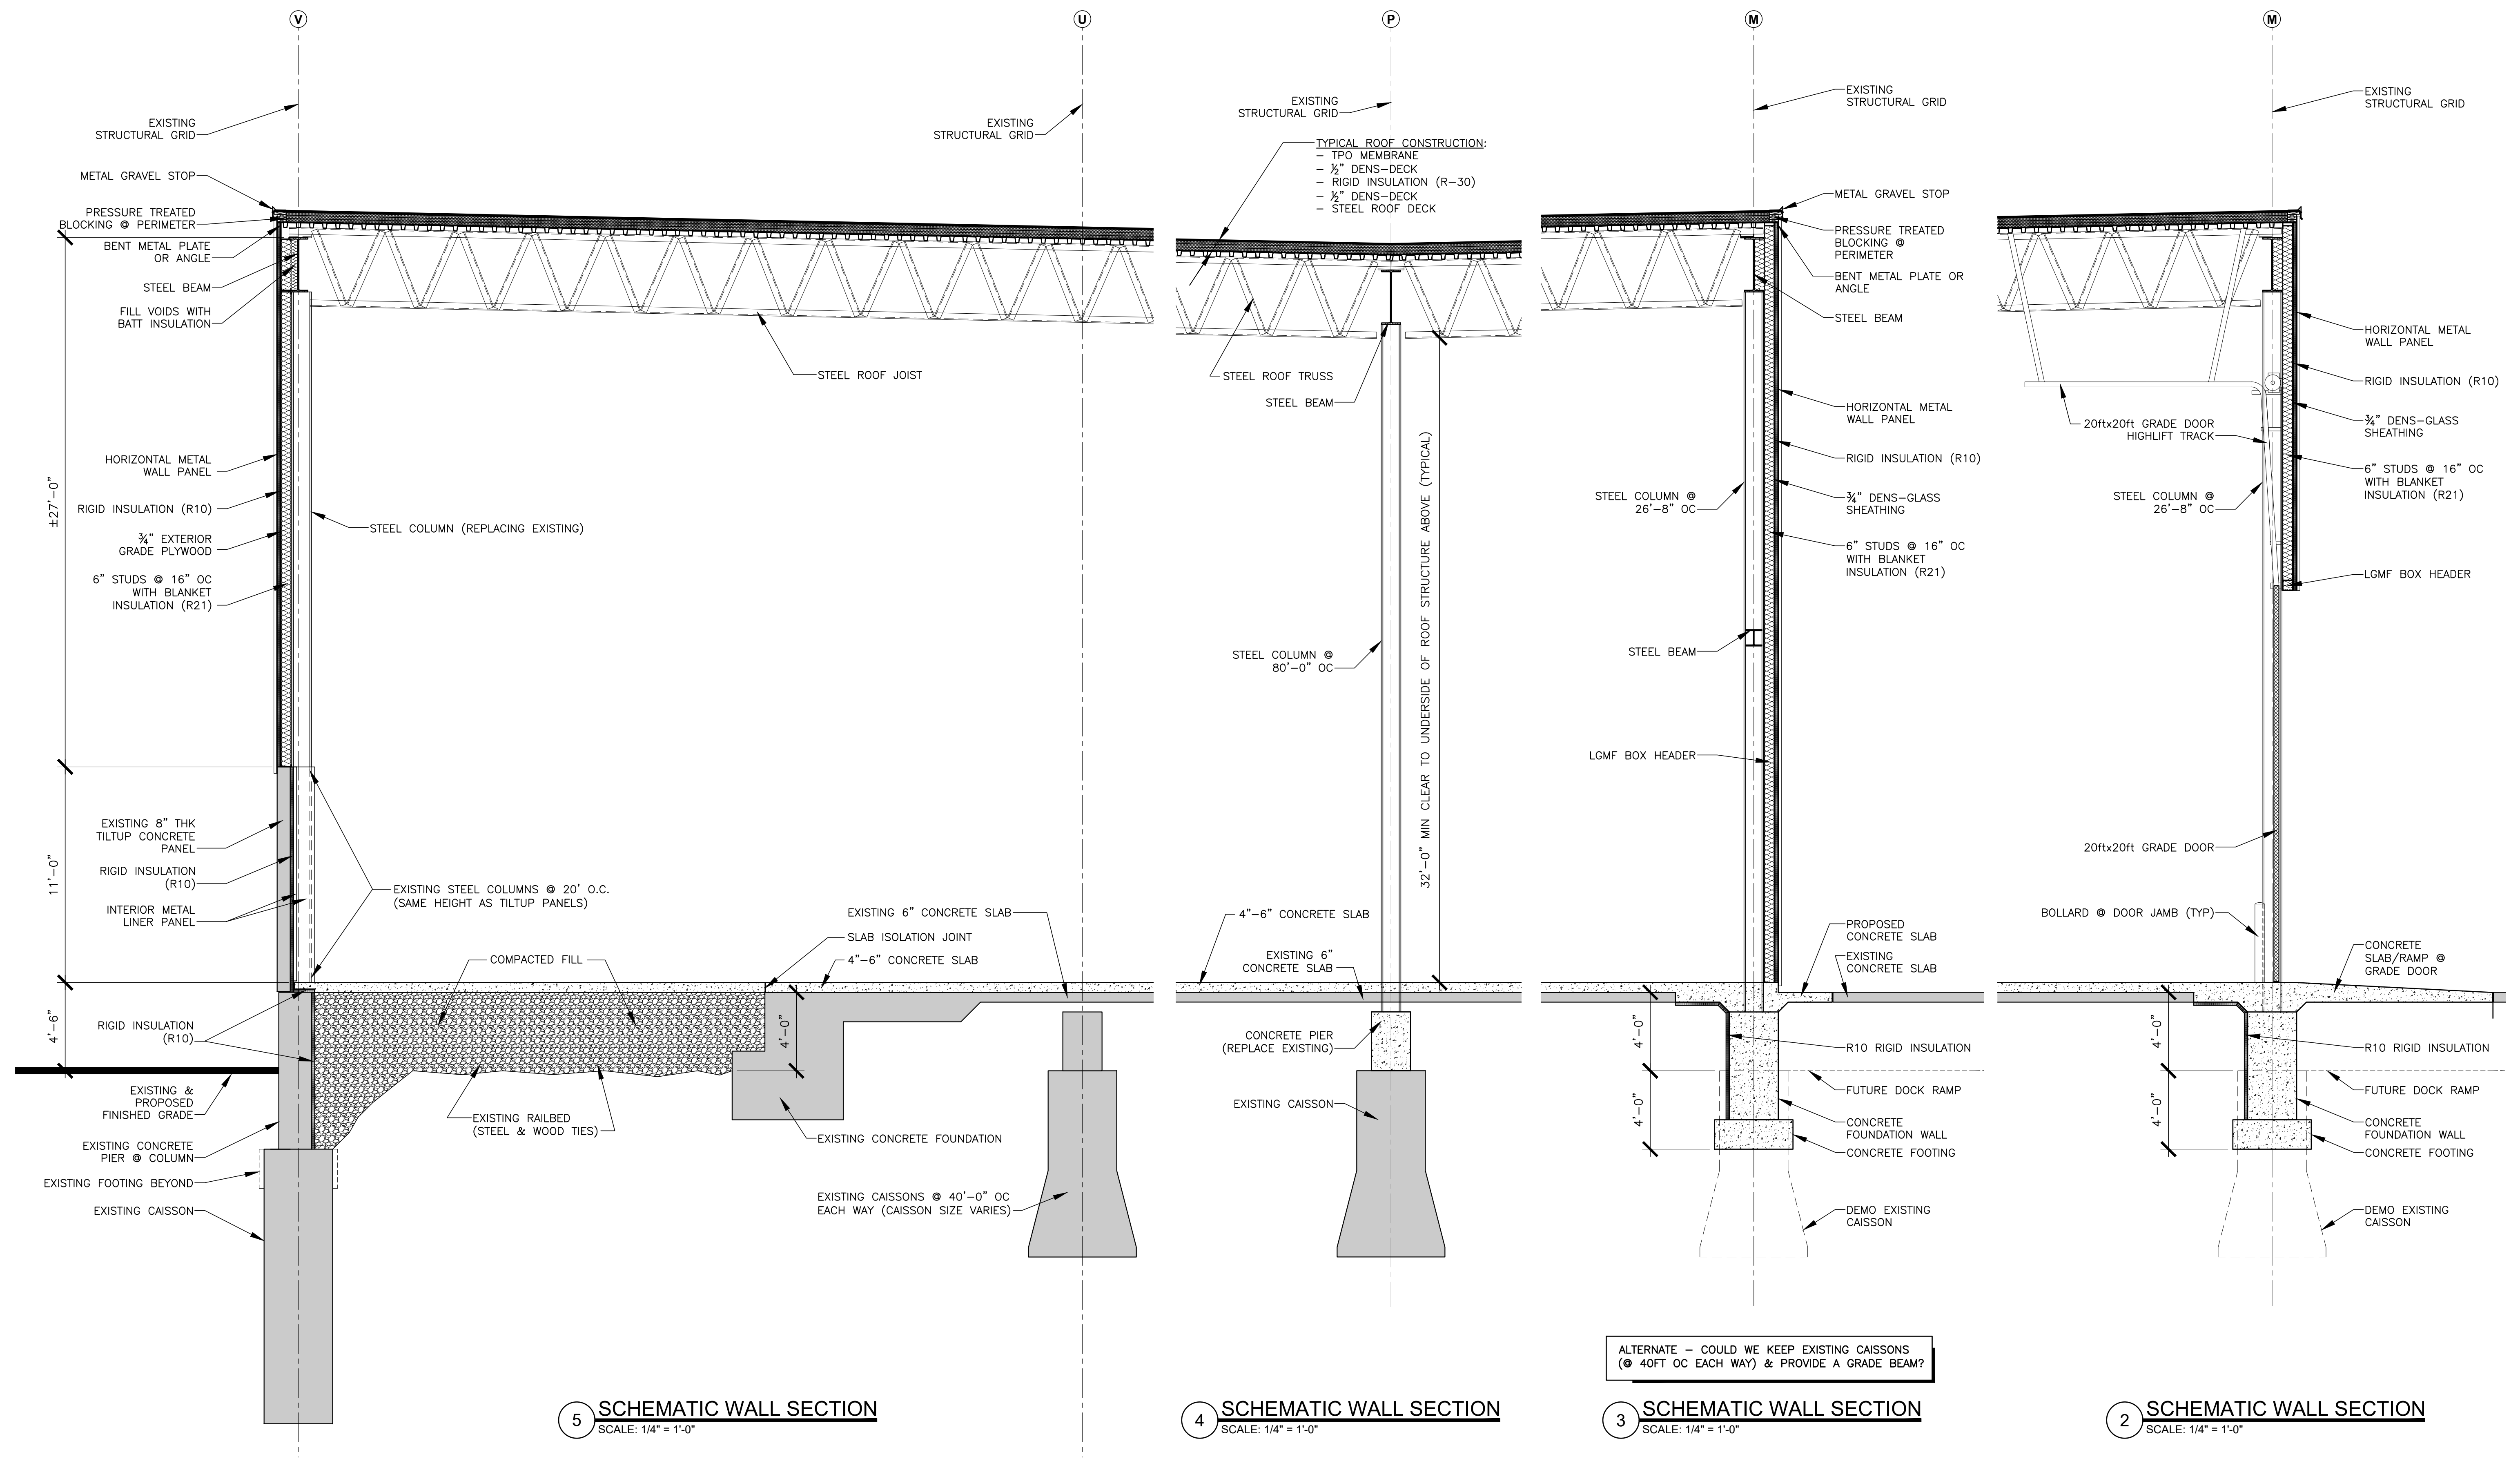 V
U
EXISTING
STRUCTURAL GRID
EXISTING
STRUCTURAL GRID
METAL GRAVEL STOP
PRESSURE TREATED
BLOCKING @ PERIMETER
BENT METAL PLATE
OR ANGLE
STEEL BEAM
FILL VOIDS WITH
BATT INSULATION
STEEL ROOF JOIST
±27'-0"
HORIZONTAL METAL
WALL PANEL
RIGID INSULATION (R10)
STEEL COLUMN (REPLACING EXISTING)
¾" EXTERIOR
GRADE PLYWOOD
6" STUDS @ 16" OC
WITH BLANKET
INSULATION (R21)
11'-0"
EXISTING 8" THK
TILTUP CONCRETE
PANEL
RIGID INSULATION
(R10)
INTERIOR METAL
LINER PANEL
EXISTING STEEL COLUMNS @ 20' O.C.
(SAME HEIGHT AS TILTUP PANELS)
EXISTING 6" CONCRETE SLAB
SLAB ISOLATION JOINT
4"-6" CONCRETE SLAB
COMPACTED FILL
4'-6"
RIGID INSULATION
(R10)
4'-0"
EXISTING &
PROPOSED
FINISHED GRADE
EXISTING RAILBED
(STEEL & WOOD TIES)
EXISTING CONCRETE FOUNDATION
EXISTING CONCRETE
PIER @ COLUMN
EXISTING FOOTING BEYOND
EXISTING CAISSON
EXISTING CAISSONS @ 40'-0" OC
EACH WAY (CAISSON SIZE VARIES)
5
SCHEMATIC WALL SECTION
SCALE: 1/4" = 1'-0"
P
EXISTING
STRUCTURAL GRID
TYPICAL ROOF CONSTRUCTION:
- TPO MEMBRANE
- ½" DENS-DECK
- RIGID INSULATION (R-30)
- ½" DENS-DECK
- STEEL ROOF DECK
STEEL ROOF TRUSS
STEEL BEAM
32'-0" MIN CLEAR TO UNDERSIDE OF ROOF STRUCTURE ABOVE (TYPICAL)
STEEL COLUMN @
80'-0" OC
4"-6" CONCRETE SLAB
EXISTING 6"
CONCRETE SLAB
CONCRETE PIER
(REPLACE EXISTING)
EXISTING CAISSON
4
SCHEMATIC WALL SECTION
SCALE: 1/4" = 1'-0"
M
EXISTING
STRUCTURAL GRID
METAL GRAVEL STOP
PRESSURE TREATED
BLOCKING @
PERIMETER
BENT METAL PLATE OR
ANGLE
STEEL BEAM
HORIZONTAL METAL
WALL PANEL
RIGID INSULATION (R10)
STEEL COLUMN @
26'-8" OC
¾" DENS-GLASS
SHEATHING
6" STUDS @ 16" OC
WITH BLANKET
INSULATION (R21)
STEEL BEAM
LGMF BOX HEADER
PROPOSED
CONCRETE SLAB
EXISTING
CONCRETE SLAB
4'-0"
R10 RIGID INSULATION
FUTURE DOCK RAMP
4'-0"
CONCRETE
FOUNDATION WALL
CONCRETE FOOTING
DEMO EXISTING
CAISSON
ALTERNATE - COULD WE KEEP EXISTING CAISSONS
(@ 40FT OC EACH WAY) & PROVIDE A GRADE BEAM?
3
SCHEMATIC WALL SECTION
SCALE: 1/4" = 1'-0"
M
EXISTING
STRUCTURAL GRID
HORIZONTAL METAL
WALL PANEL
RIGID INSULATION (R10)
20ftx20ft GRADE DOOR
HIGHLIFT TRACK
¾" DENS-GLASS
SHEATHING
6" STUDS @ 16" OC
WITH BLANKET
INSULATION (R21)
STEEL COLUMN @
26'-8" OC
LGMF BOX HEADER
20ftx20ft GRADE DOOR
BOLLARD @ DOOR JAMB (TYP)
CONCRETE
SLAB/RAMP @
GRADE DOOR
4'-0"
R10 RIGID INSULATION
FUTURE DOCK RAMP
4'-0"
CONCRETE
FOUNDATION WALL
CONCRETE FOOTING
DEMO EXISTING
CAISSON
2
SCHEMATIC WALL SECTION
SCALE: 1/4" = 1'-0"